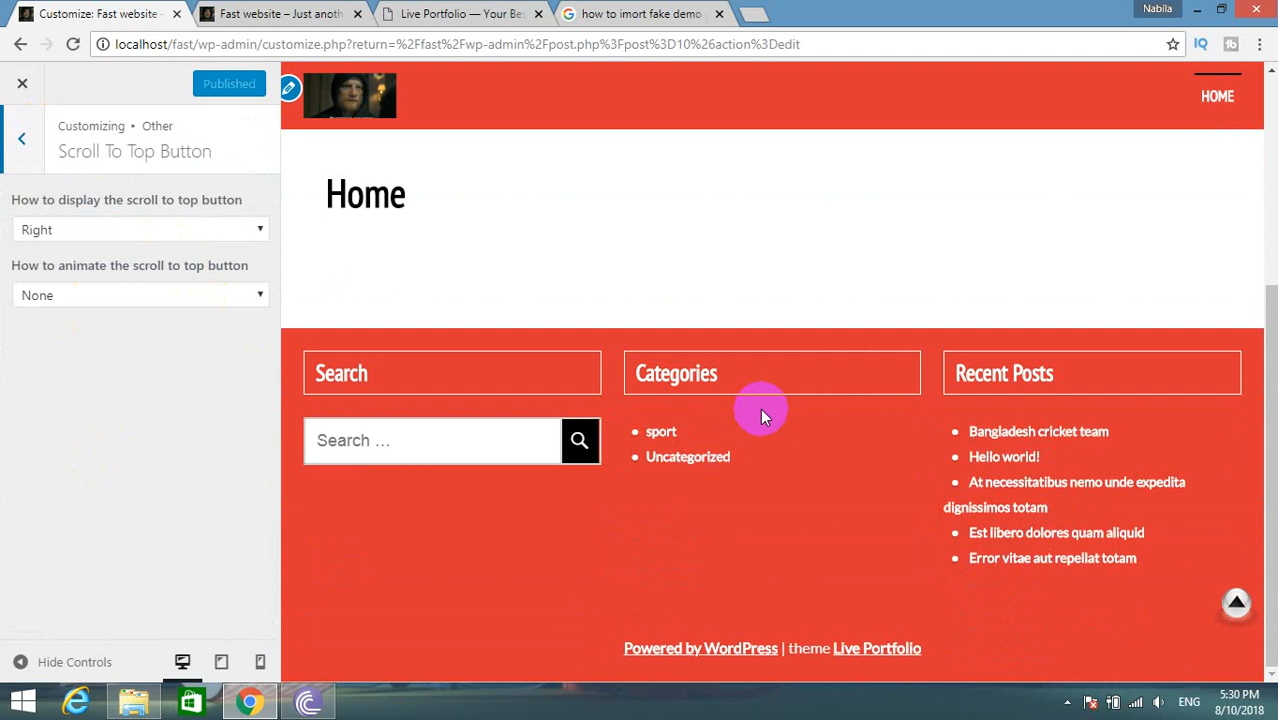 Customize: Fast website –
Fast website – Just anoth
Live Portfolio — Your Bes
how to imort fake demo
Nabila
localhost/fast/wp-admin/customize.php?return=%2Ffast%2Fwp-admin%2Fpost.php%3Fpost%3D10%26action%3Dedit
IQ
Published
Customizing • Other
Scroll To Top Button
How to display the scroll to top button
Right
How to animate the scroll to top button
None
Hide Controls
HOME
Home
Search
Search …
Categories
sport
Uncategorized
Recent Posts
Bangladesh cricket team
Hello world!
At necessitatibus nemo unde expedita
dignissimos totam
Est libero dolores quam aliquid
Error vitae aut repellat totam
Powered by WordPress | theme Live Portfolio
ENG
5:30 PM
8/10/2018